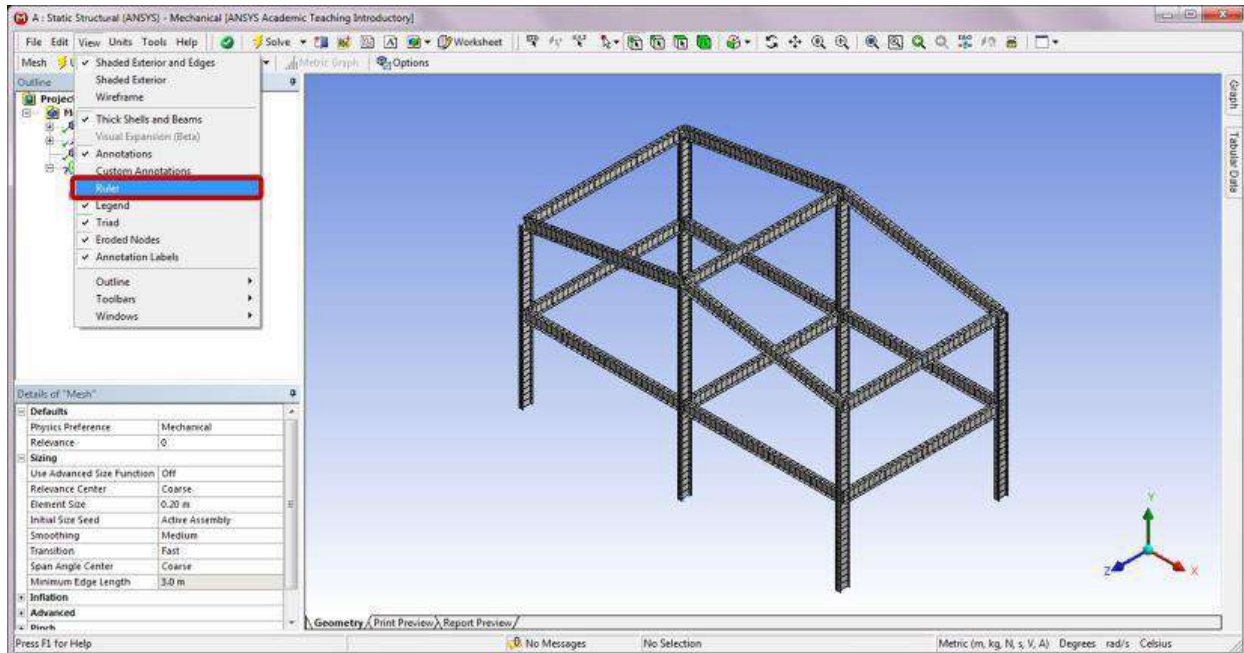 A : Static Structural (ANSYS) - Mechanical [ANSYS Academic Teaching Introductory]
File Edit View Units Tools Help Solve Worksheet
Mesh Metric Graph Options
Outline
Project
Shaded Exterior and Edges
Shaded Exterior
Wireframe
Thick Shells and Beams
Visual Expansion (Beta)
Annotations
Custom Annotations
Ruler
Legend
Triad
Eroded Nodes
Annotation Labels
Outline
Toolbars
Windows
Graph
Tabular Data
Details of "Mesh"
Defaults
Physics Preference Mechanical
Relevance 0
Sizing
Use Advanced Size Function Off
Relevance Center Coarse
Element Size 0.20 m
Initial Size Seed Active Assembly
Smoothing Medium
Transition Fast
Span Angle Center Coarse
Minimum Edge Length 3.0 m
Inflation
Advanced
Pinch
Y
Z X
Geometry Print Preview Report Preview
Press F1 for Help No Messages No Selection Metric (m, kg, N, s, V, A) Degrees rad/s Celsius